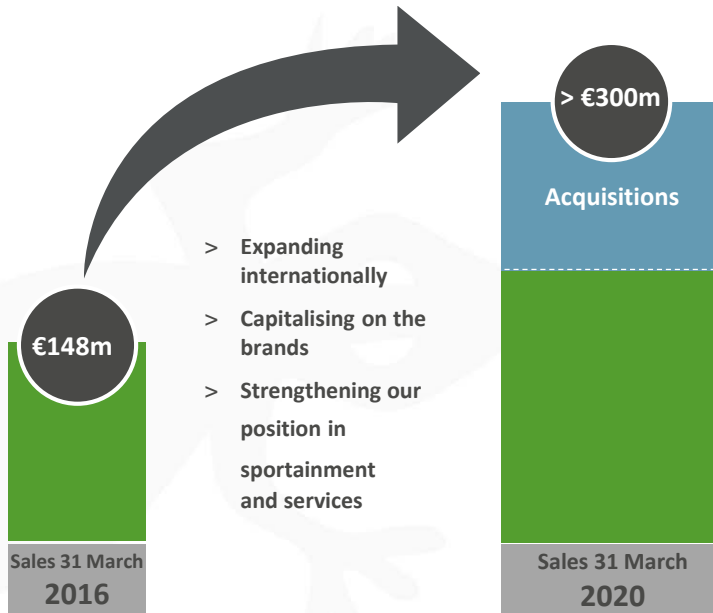 > €300m
Acquisitions
> Expanding
internationally
> Capitalising on the
brands
> Strengthening our
position in
sportainment
and services
€148m
Sales 31 March
2016
Sales 31 March
2020